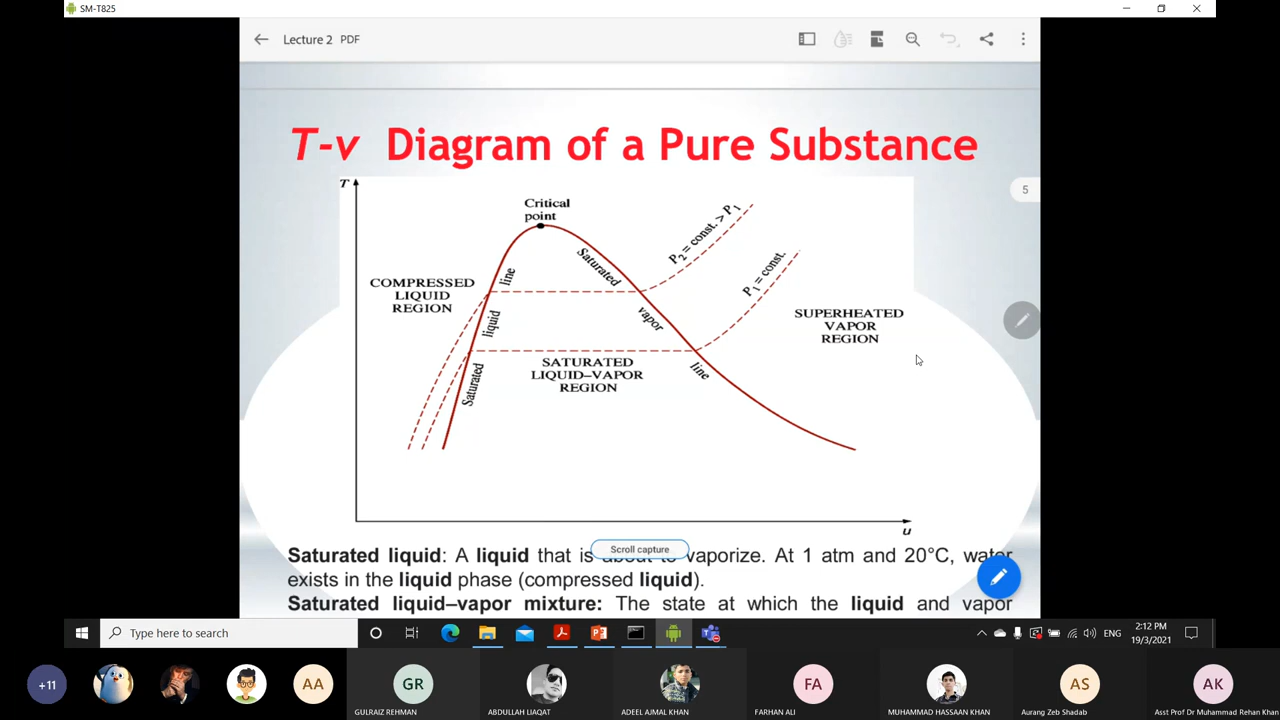 SM-T825
Lecture 2 PDF
T-v Diagram of a Pure Substance
5
T
Critical
point
P2 = const. > P1
P1 = const.
COMPRESSED
LIQUID
REGION
Saturated liquid line
Saturated vapor line
SUPERHEATED
VAPOR
REGION
SATURATED
LIQUID–VAPOR
REGION
υ
Saturated liquid: A liquid that is about to vaporize. At 1 atm and 20°C, water
Scroll capture
exists in the liquid phase (compressed liquid).
Saturated liquid–vapor mixture: The state at which the liquid and vapor
Type here to search
ENG
2:12 PM
19/3/2021
+11
AA
GR
FA
AS
AK
GULRAIZ REHMAN
ABDULLAH LIAQAT
ADEEL AJMAL KHAN
FARHAN ALI
MUHAMMAD HASSAAN KHAN
Aurang Zeb Shadab
Asst Prof Dr Muhammad Rehan Khan